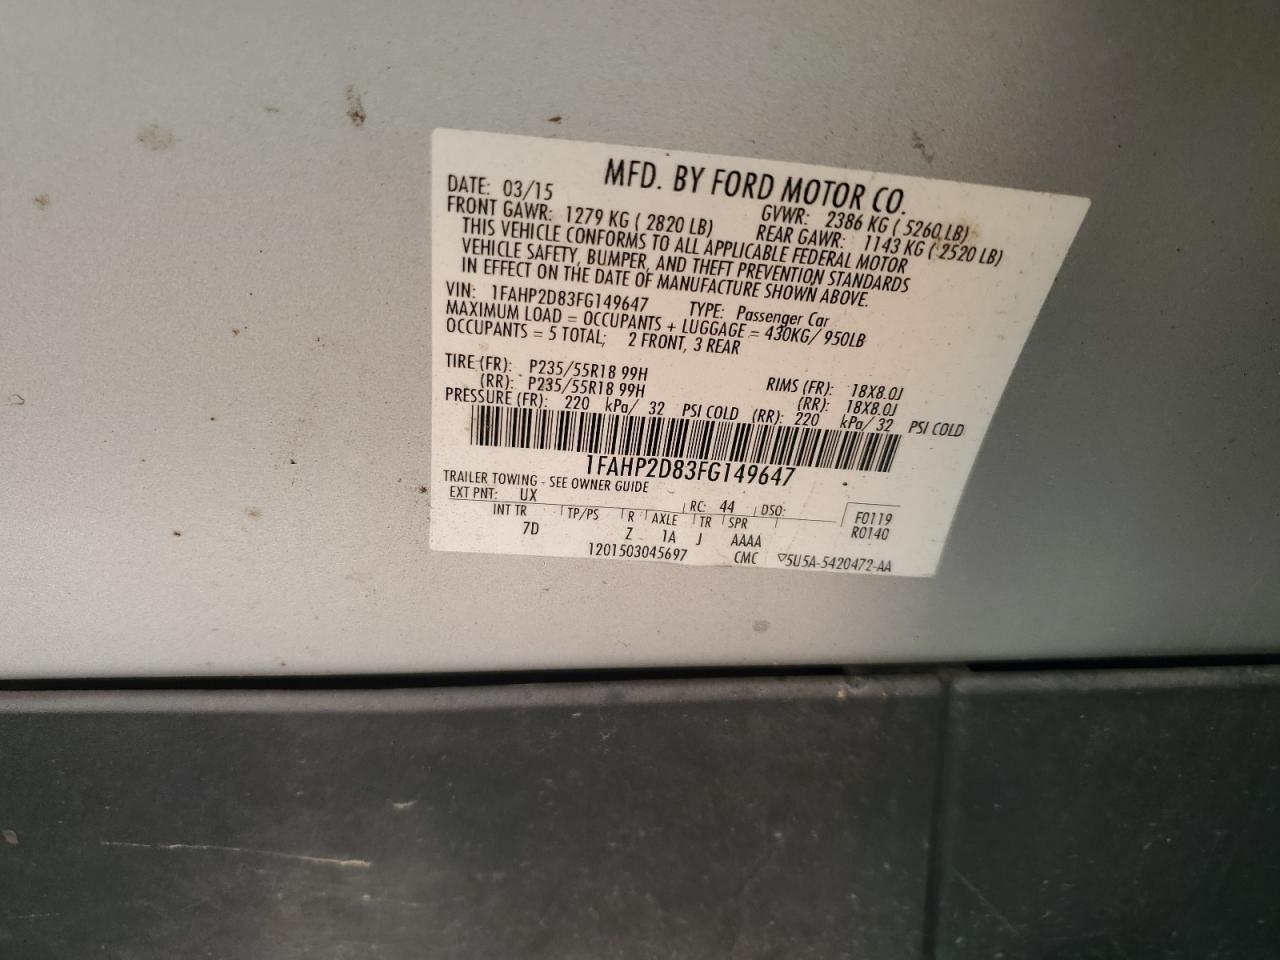 MFD. BY FORD MOTOR CO.
DATE: 03/15 GVWR: 2386 KG ( 5260 LB)
FRONT GAWR: 1279 KG ( 2820 LB) REAR GAWR: 1143 KG ( 2520 LB)
THIS VEHICLE CONFORMS TO ALL APPLICABLE FEDERAL MOTOR
VEHICLE SAFETY, BUMPER, AND THEFT PREVENTION STANDARDS
IN EFFECT ON THE DATE OF MANUFACTURE SHOWN ABOVE.
VIN: 1FAHP2D83FG149647 TYPE: Passenger Car
MAXIMUM LOAD = OCCUPANTS + LUGGAGE = 430KG/ 950LB
OCCUPANTS = 5 TOTAL; 2 FRONT, 3 REAR
TIRE (FR): P235/55R18 99H RIMS (FR): 18X8.0J
(RR): P235/55R18 99H (RR): 18X8.0J
PRESSURE (FR): 220 kPa/ 32 PSI COLD (RR): 220 kPa/ 32 PSI COLD
1FAHP2D83FG149647
TRAILER TOWING - SEE OWNER GUIDE
EXT PNT: UX RC: 44 DSO: F0119
INT TR TP/PS R AXLE TR SPR R0140
7D Z 1A J AAAA
1201503045697 CMC ▽5U5A-5420472-AA